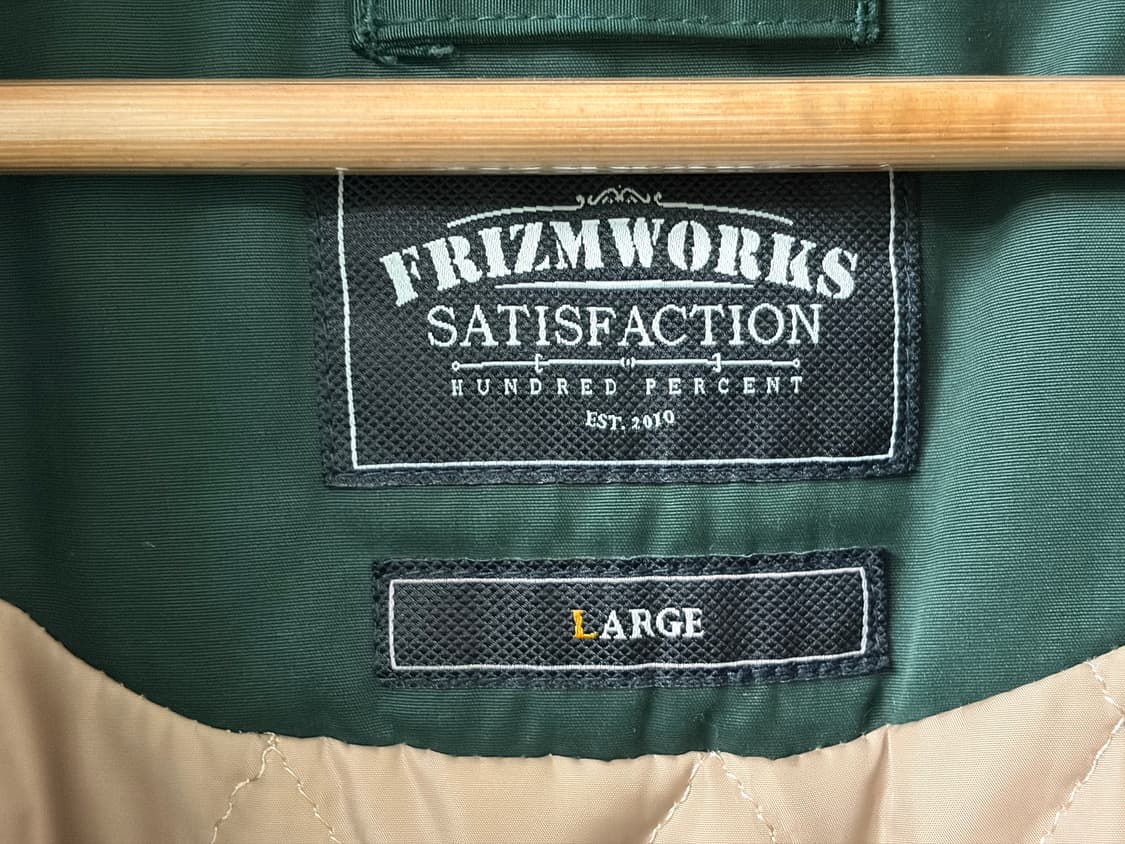 FRIZMWORKS
SATISFACTION
HUNDRED PERCENT
EST. 2010
LARGE